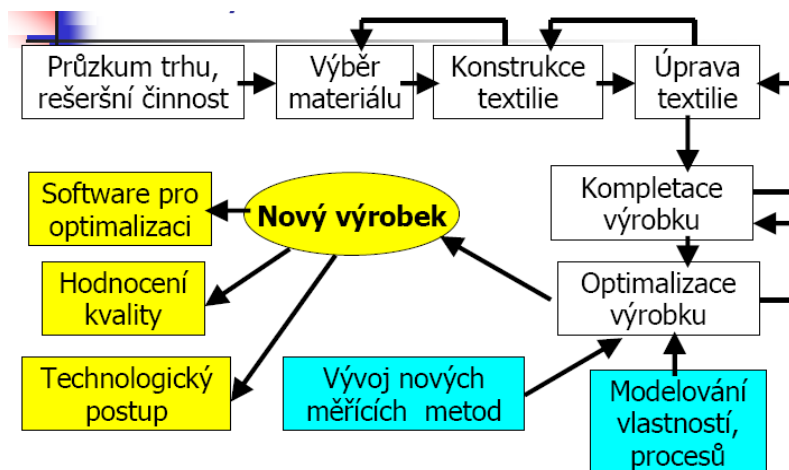 Průzkum trhu,
rešeršní činnost
Výběr
materiálu
Konstrukce
textilie
Úprava
textilie
Kompletace
výrobku
Software pro
optimalizaci
Nový výrobek
Optimalizace
výrobku
Hodnocení
kvality
Technologický
postup
Vývoj nových
měřících metod
Modelování
vlastností,
procesů